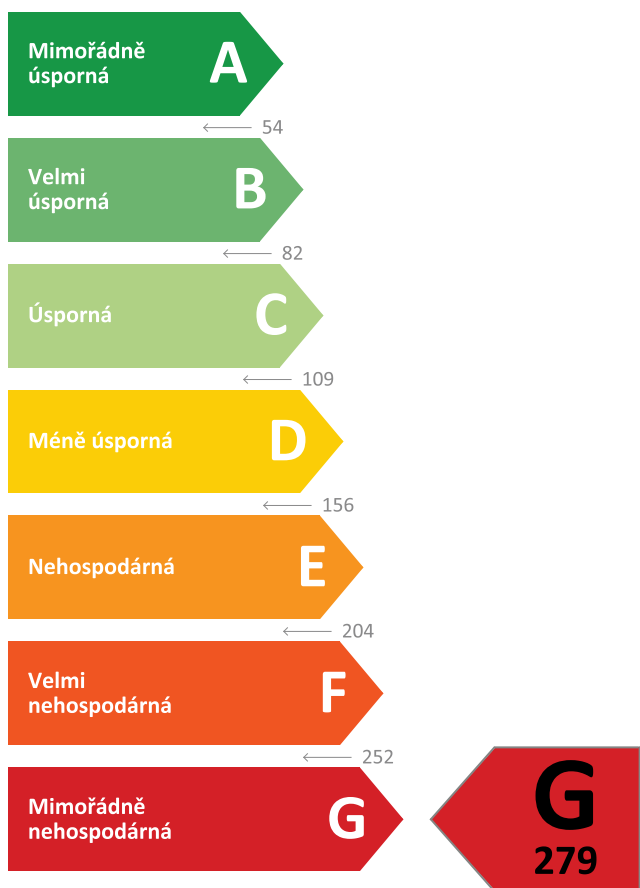 Mimořádně
úsporná
A
54
Velmi
úsporná
B
82
Úsporná
C
109
Méně úsporná
D
156
Nehospodárná
E
204
Velmi
nehospodárná
F
252
Mimořádně
nehospodárná
G
G
279